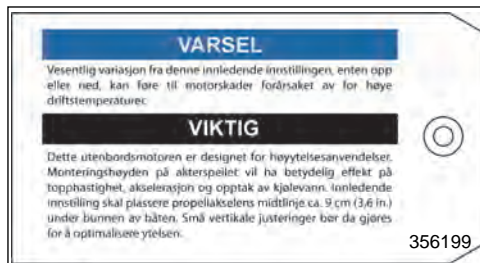 VARSEL
Vesentlig variasjon fra denne innledende innstillingen, enten opp
eller ned, kan føre til motorskader forårsaket av for høye
driftstemperaturer.
VIKTIG
Dette utenbordsmotoren er designet for høyytelsesanvendelser.
Monteringshøyden på akterspeilet vil ha betydelig effekt på
topphastighet, akselerasjon og opptak av kjølevann. Innledende
innstilling skal plassere propellakselens midtlinje ca. 9 cm (3,6 in.)
under bunnen av båten. Små vertikale justeringer bør da gjøres
for å optimalisere ytelsen.
356199